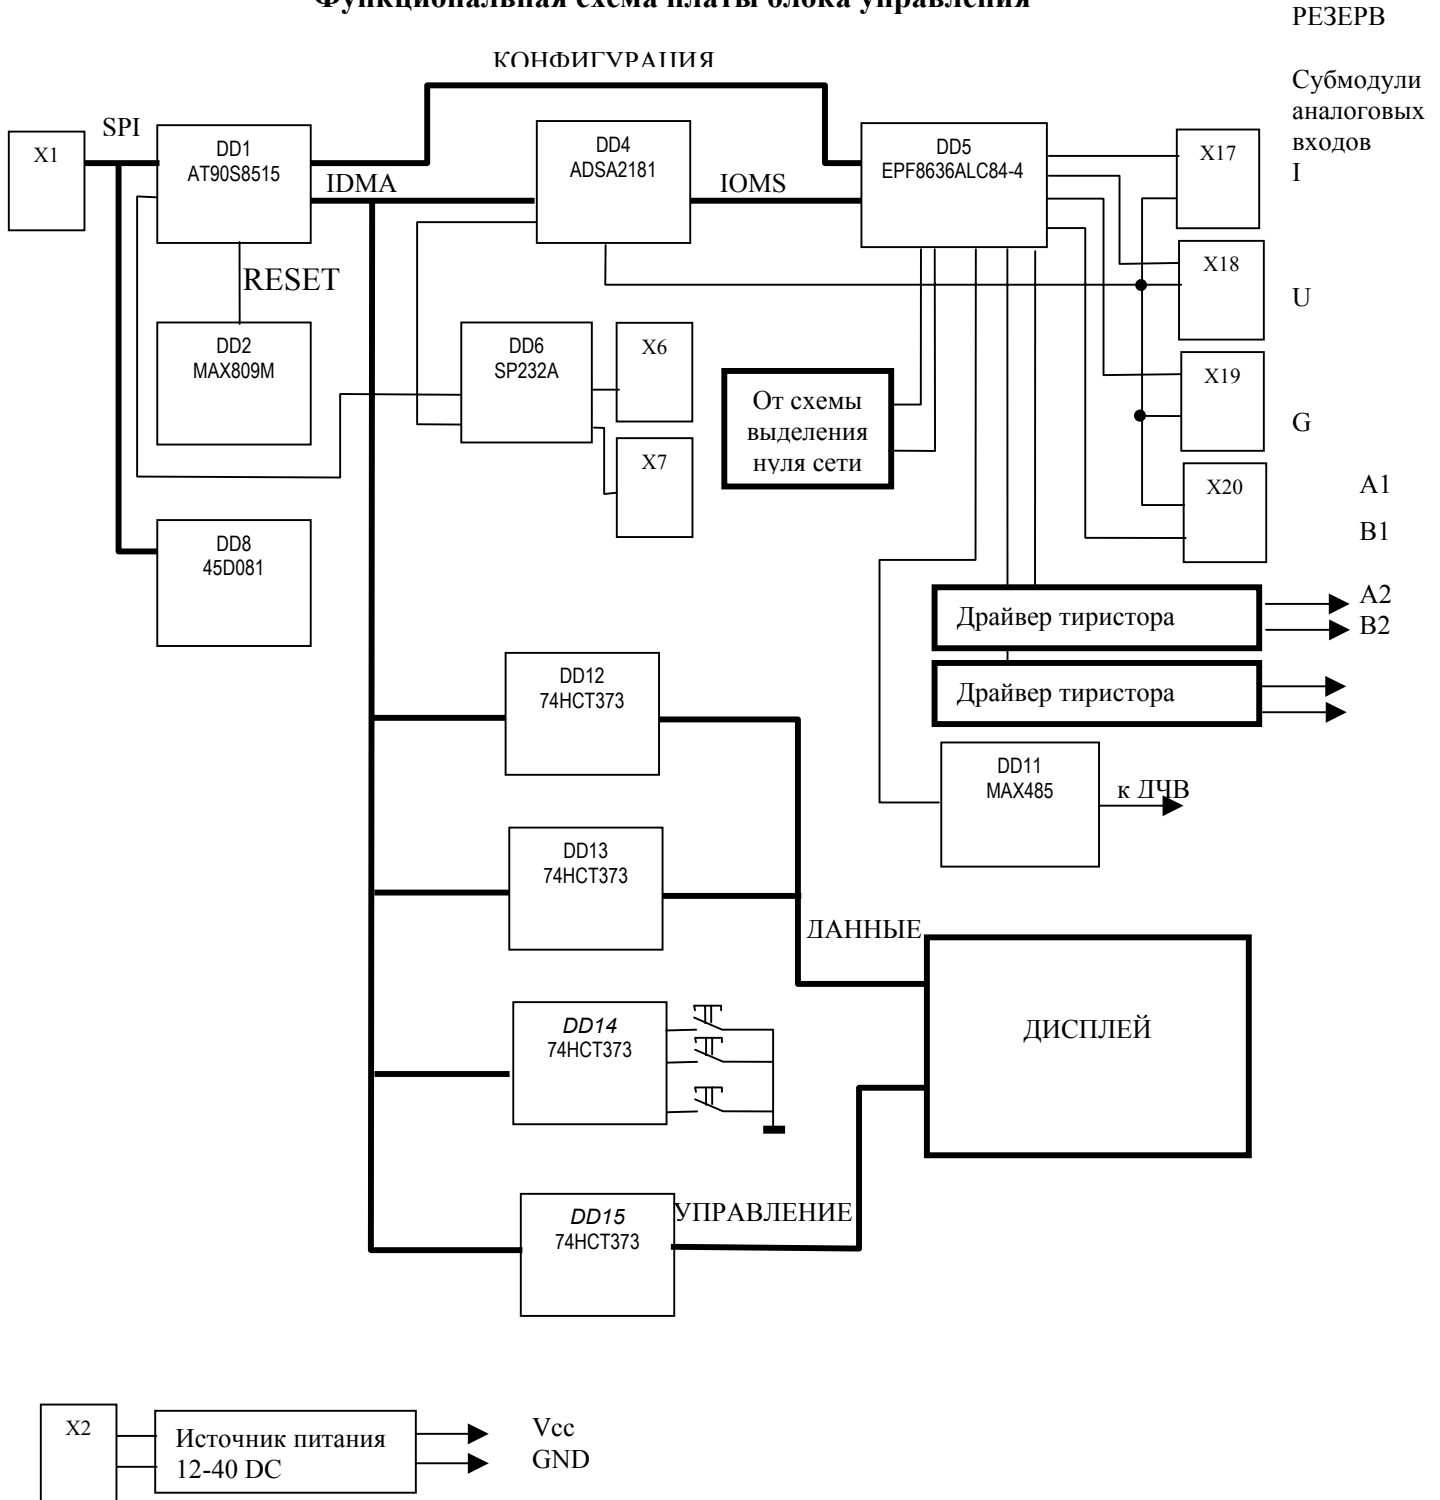 Функциональная схема платы блока управления
РЕЗЕРВ
КОНФИГУРАЦИЯ
Субмодули
аналоговых
входов
I
SPI
X1
DD1
AT90S8515
IDMA
DD4
ADSA2181
IOMS
DD5
EPF8636ALC84-4
X17
RESET
X18
U
DD2
MAX809M
DD6
SP232A
X6
X7
От схемы
выделения
нуля сети
X19
G
X20
A1
B1
DD8
45D081
Драйвер тиристора
A2
B2
Драйвер тиристора
DD12
74HCT373
DD11
MAX485
к ДЧВ
DD13
74HCT373
ДАННЫЕ
DD14
74HCT373
ДИСПЛЕЙ
DD15
74HCT373
УПРАВЛЕНИЕ
X2
Источник питания
12-40 DC
Vcc
GND